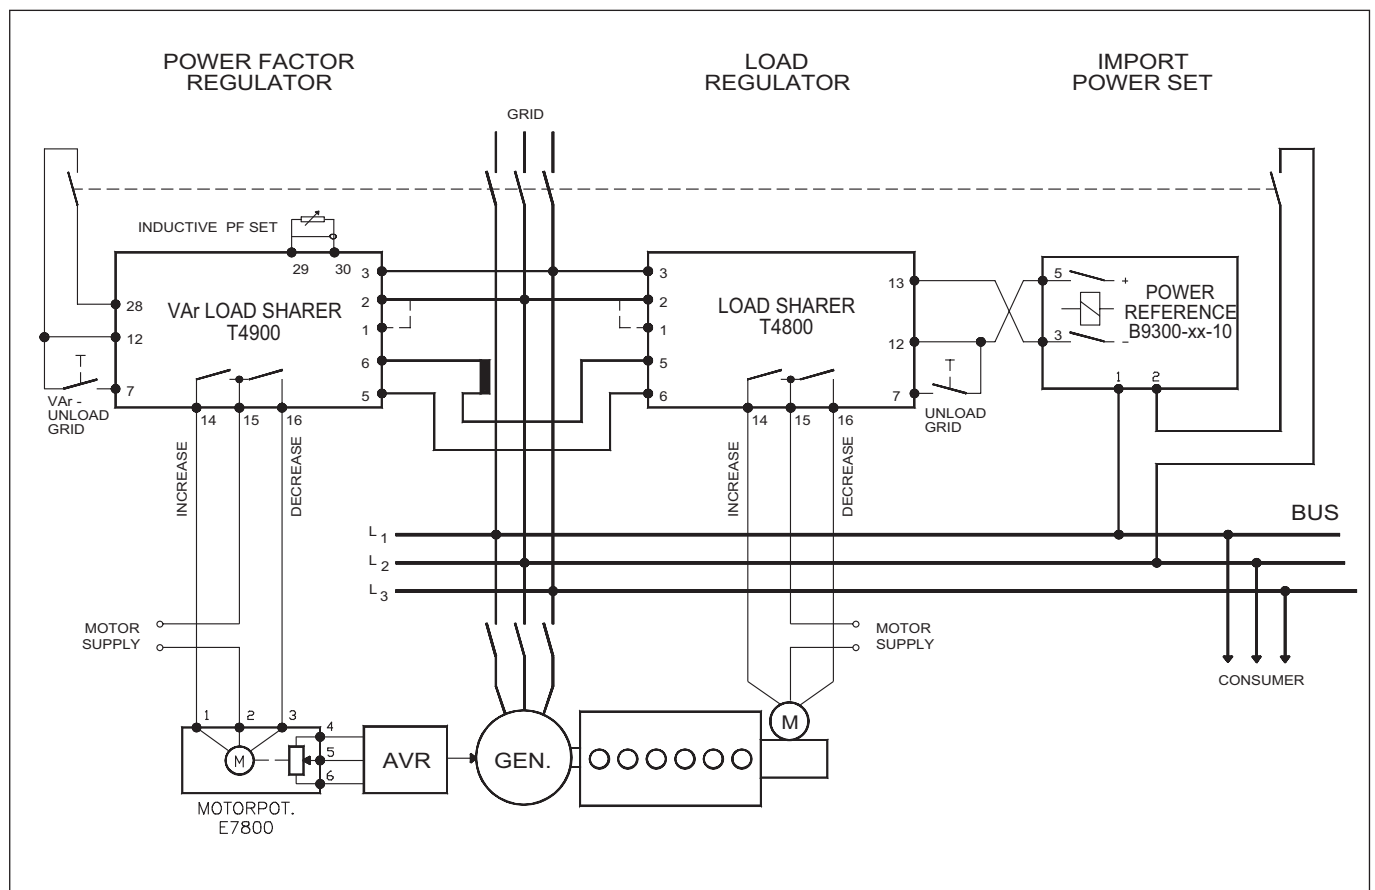 POWER FACTOR
REGULATOR
LOAD
REGULATOR
IMPORT
POWER SET
GRID
INDUCTIVE PF SET
29
30
3
2
1
6
5
28
12
7
VAr LOAD SHARER
T4900
14
15
16
VAr -
UNLOAD
GRID
INCREASE
DECREASE
3
2
1
5
6
LOAD SHARER
T4800
13
12
7
14
15
16
UNLOAD
GRID
INCREASE
DECREASE
5
+
POWER
REFERENCE
B9300-xx-10
3
-
1
2
BUS
L 1
L 2
L 3
MOTOR
SUPPLY
MOTOR
SUPPLY
CONSUMER
1
2
3
4
5
6
M
AVR
GEN.
M
MOTORPOT.
E7800